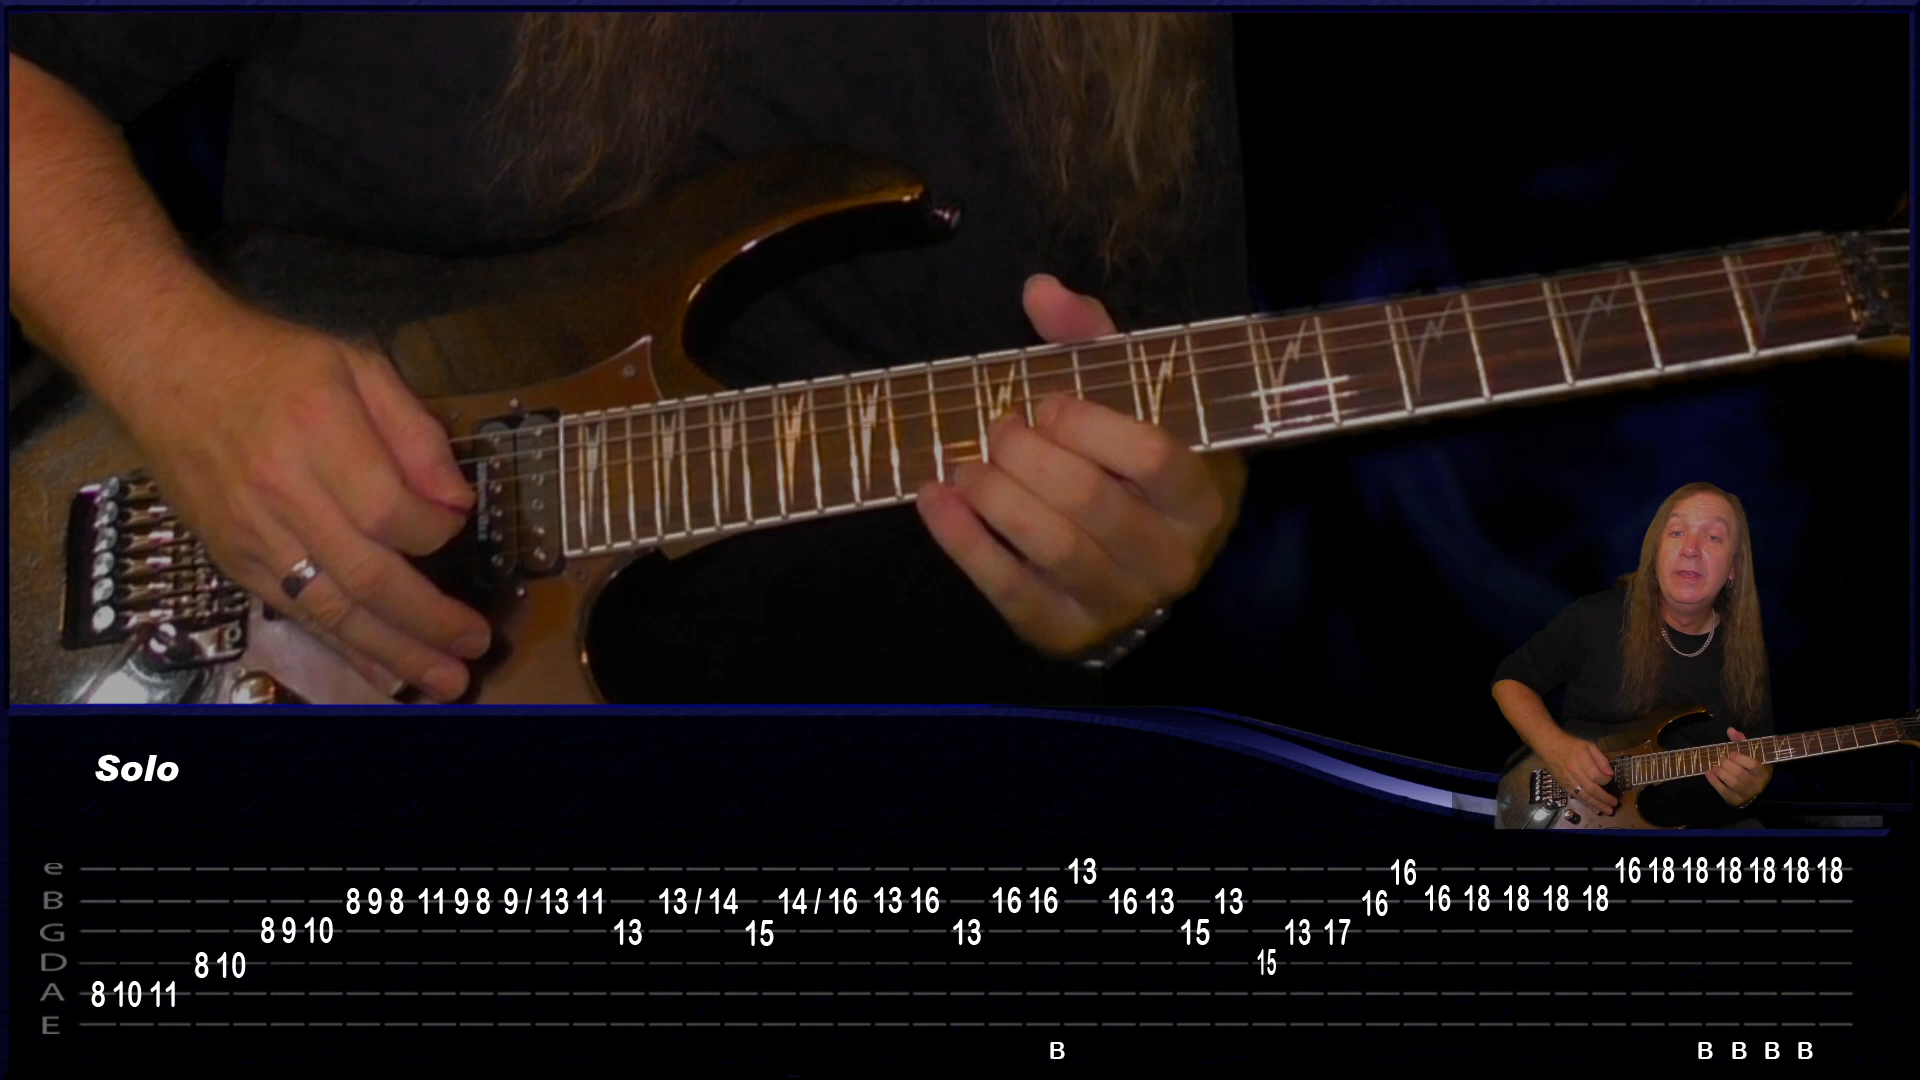 Solo
e 13 16 16 18 18 18 18 18 18
B 8 9 8 11 9 8 9 / 13 11 13 / 14 14 / 16 13 16 16 16 16 13 13 16 16 18 18 18 18
G 8 9 10 13 15 13 15 13 17
D 8 10 15
A 8 10 11
E
B B B B B